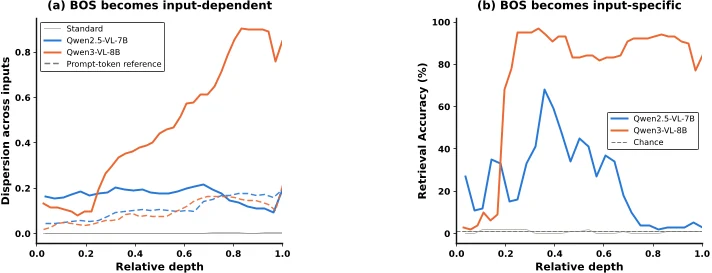 (a) BOS becomes input-dependent
Dispersion across inputs
0.8
0.6
0.4
0.2
0.0
Standard
Qwen2.5-VL-7B
Qwen3-VL-8B
Prompt-token reference
0.0 0.2 0.4 0.6 0.8 1.0
Relative depth
(b) BOS becomes input-specific
Retrieval Accuracy (%)
100
80
60
40
20
0
Qwen2.5-VL-7B
Qwen3-VL-8B
Chance
0.0 0.2 0.4 0.6 0.8 1.0
Relative depth